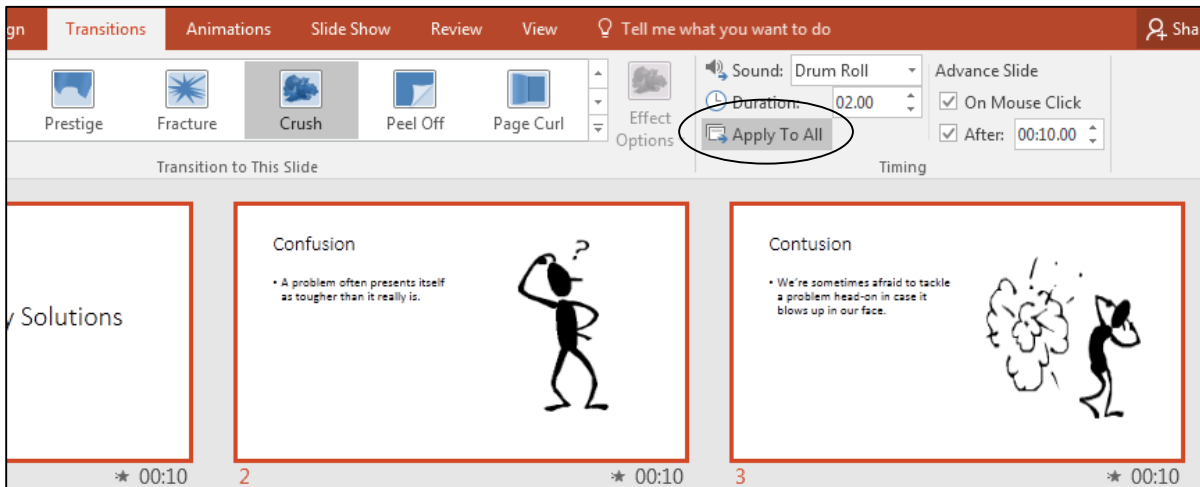 gn Transitions Animations Slide Show Review View Tell me what you want to do Sha
Prestige Fracture Crush Peel Off Page Curl
Effect
Options
Transition to This Slide
Sound: Drum Roll
Duration: 02.00
Apply To All
Advance Slide
On Mouse Click
After: 00:10.00
Timing
y Solutions
00:10
Confusion
• A problem often presents itself
as tougher than it really is.
?
2 00:10
Contusion
• We're sometimes afraid to tackle
a problem head-on in case it
blows up in our face.
3 00:10